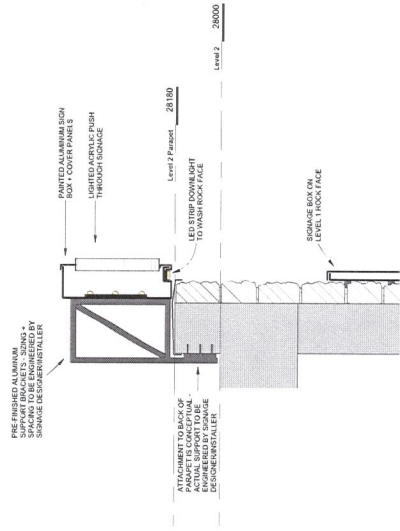 PRE-FINISHED ALUMINUM
SUPPORT BRACKETS - SIZING +
SPACING TO BE ENGINEERED BY
SIGNAGE DESIGNER/INSTALLER
PAINTED ALUMINUM SIGN
BOX + COVER PANELS
LIGHTED ACRYLIC PUSH
THROUGH SIGNAGE
28180
Level 2 Parapet
28000
Level 2
LED STRIP DOWNLIGHT
TO WASH ROCK FACE
ATTACHMENT TO BACK OF
PARAPET IS CONCEPTUAL -
ACTUAL SUPPORT TO BE
ENGINEERED BY SIGNAGE
DESIGNER/INSTALLER
SIGNAGE BOX ON
LEVEL 1 ROCK FACE